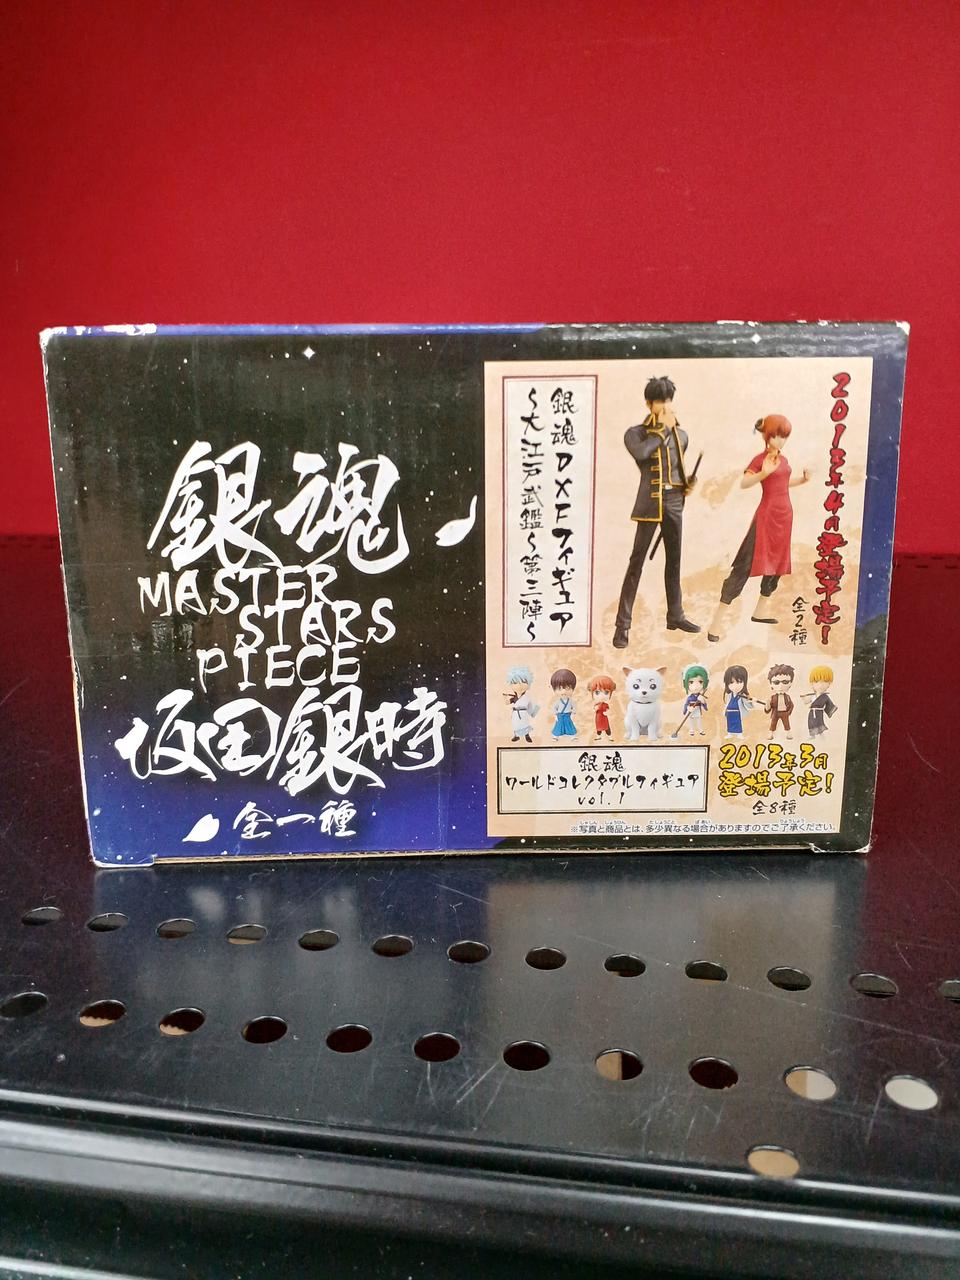 銀魂
MASTER
STARS
PIECE
坂田銀時
全一種
銀魂DXFフィギュア
～大江戸武鑑～第三陣～
2013年4月登場予定!
全2種
銀魂
ワールドコレクタブルフィギュア
vol.1
2013年3月
登場予定!
全8種
※写真と商品とは、多少異なる場合がありますのでご了承ください。